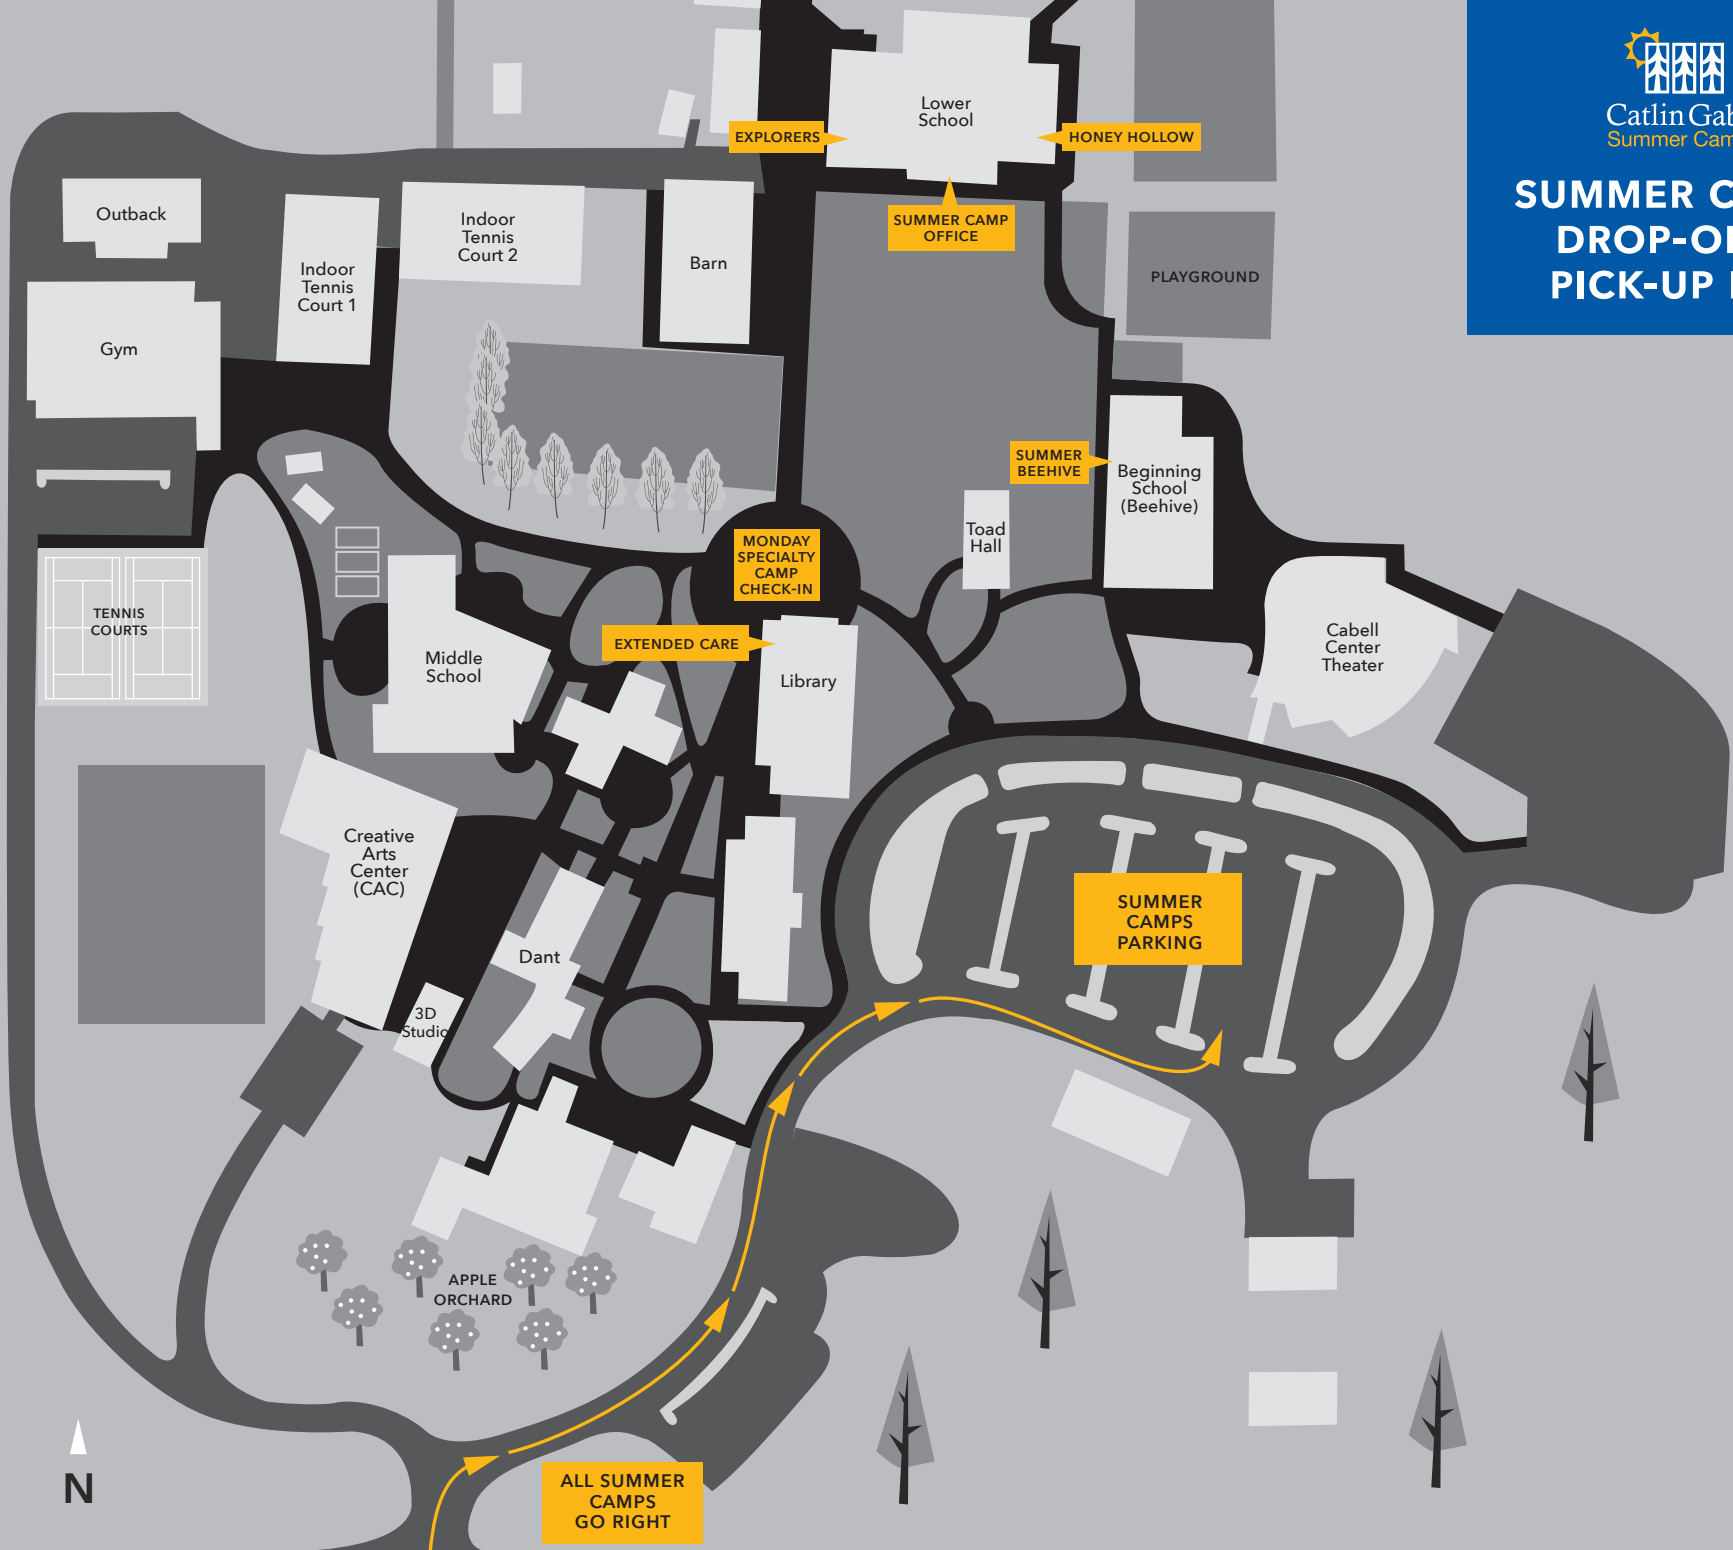 Lower
School
EXPLORERS
HONEY HOLLOW
SUMMER CAMP
OFFICE
Catlin Gab
Summer Cam
SUMMER C
DROP-O
PICK-UP
Outback
Indoor
Tennis
Court 2
Indoor
Tennis
Court 1
Barn
PLAYGROUND
Gym
SUMMER
BEEHIVE
Beginning
School
(Beehive)
Toad
Hall
MONDAY
SPECIALTY
CAMP
CHECK-IN
TENNIS
COURTS
EXTENDED CARE
Middle
School
Library
Cabell
Center
Theater
Creative
Arts
Center
(CAC)
SUMMER
CAMPS
PARKING
Dant
3D
Studio
APPLE
ORCHARD
N
ALL SUMMER
CAMPS
GO RIGHT